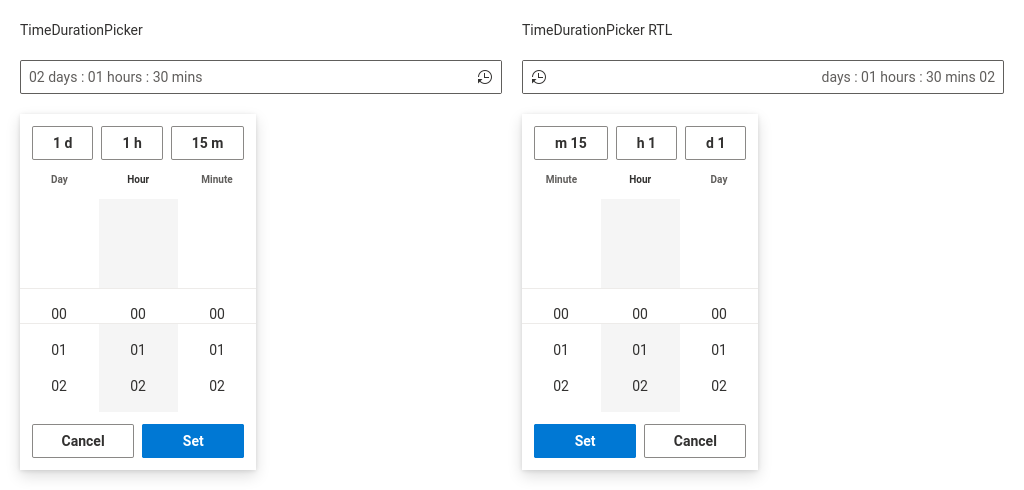 TimeDurationPicker
02 days : 01 hours : 30 mins
1 d 1 h 15 m
Day Hour Minute
00 00 00
01 01 01
02 02 02
Cancel Set
TimeDurationPicker RTL
days : 01 hours : 30 mins 02
m 15 h 1 d 1
Minute Hour Day
00 00 00
01 01 01
02 02 02
Set Cancel